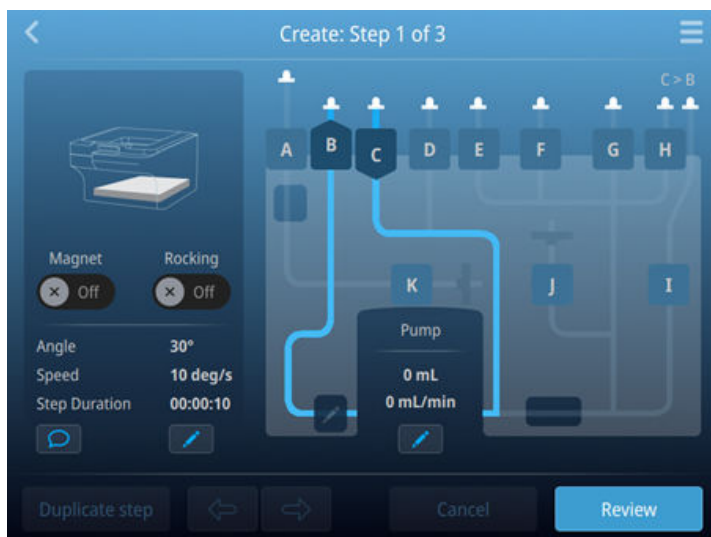 Create: Step 1 of 3
C > B
A B C D E F G H
Magnet Rocking
Off Off
K J I
Pump
Angle 30°
Speed 10 deg/s
Step Duration 00:00:10
0 mL
0 mL/min
Duplicate step Cancel Review